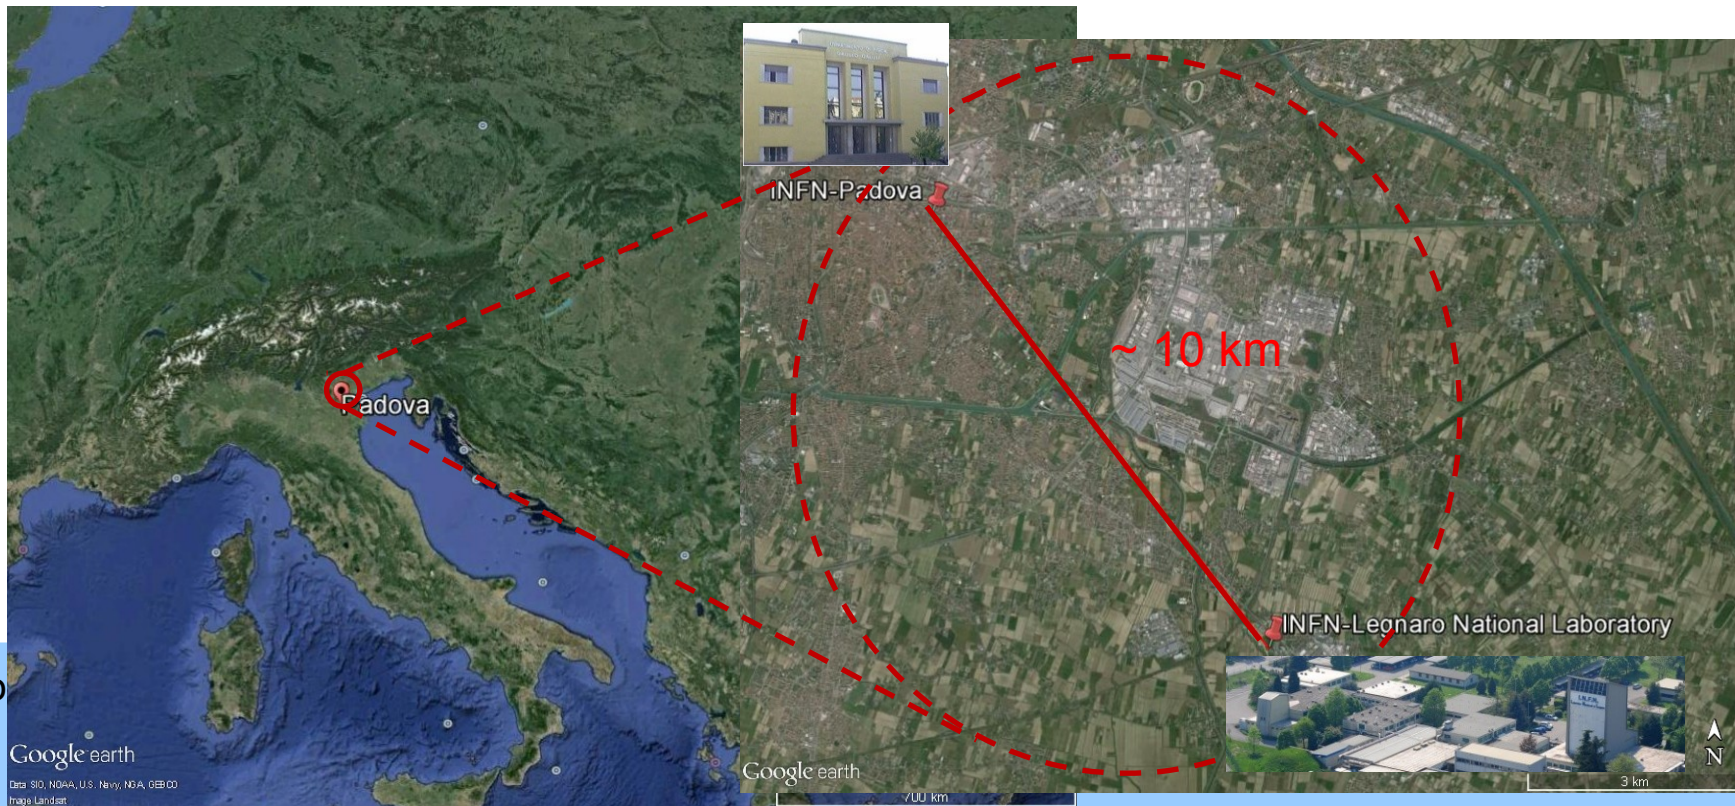 INFN-Padova
~ 10 km
Padova
INFN-Legnaro National Laboratory
Google earth
Data SIO, NOAA, U.S. Navy, NGA, GEBCO
Image Landsat
700 km
Google earth
3 km
N